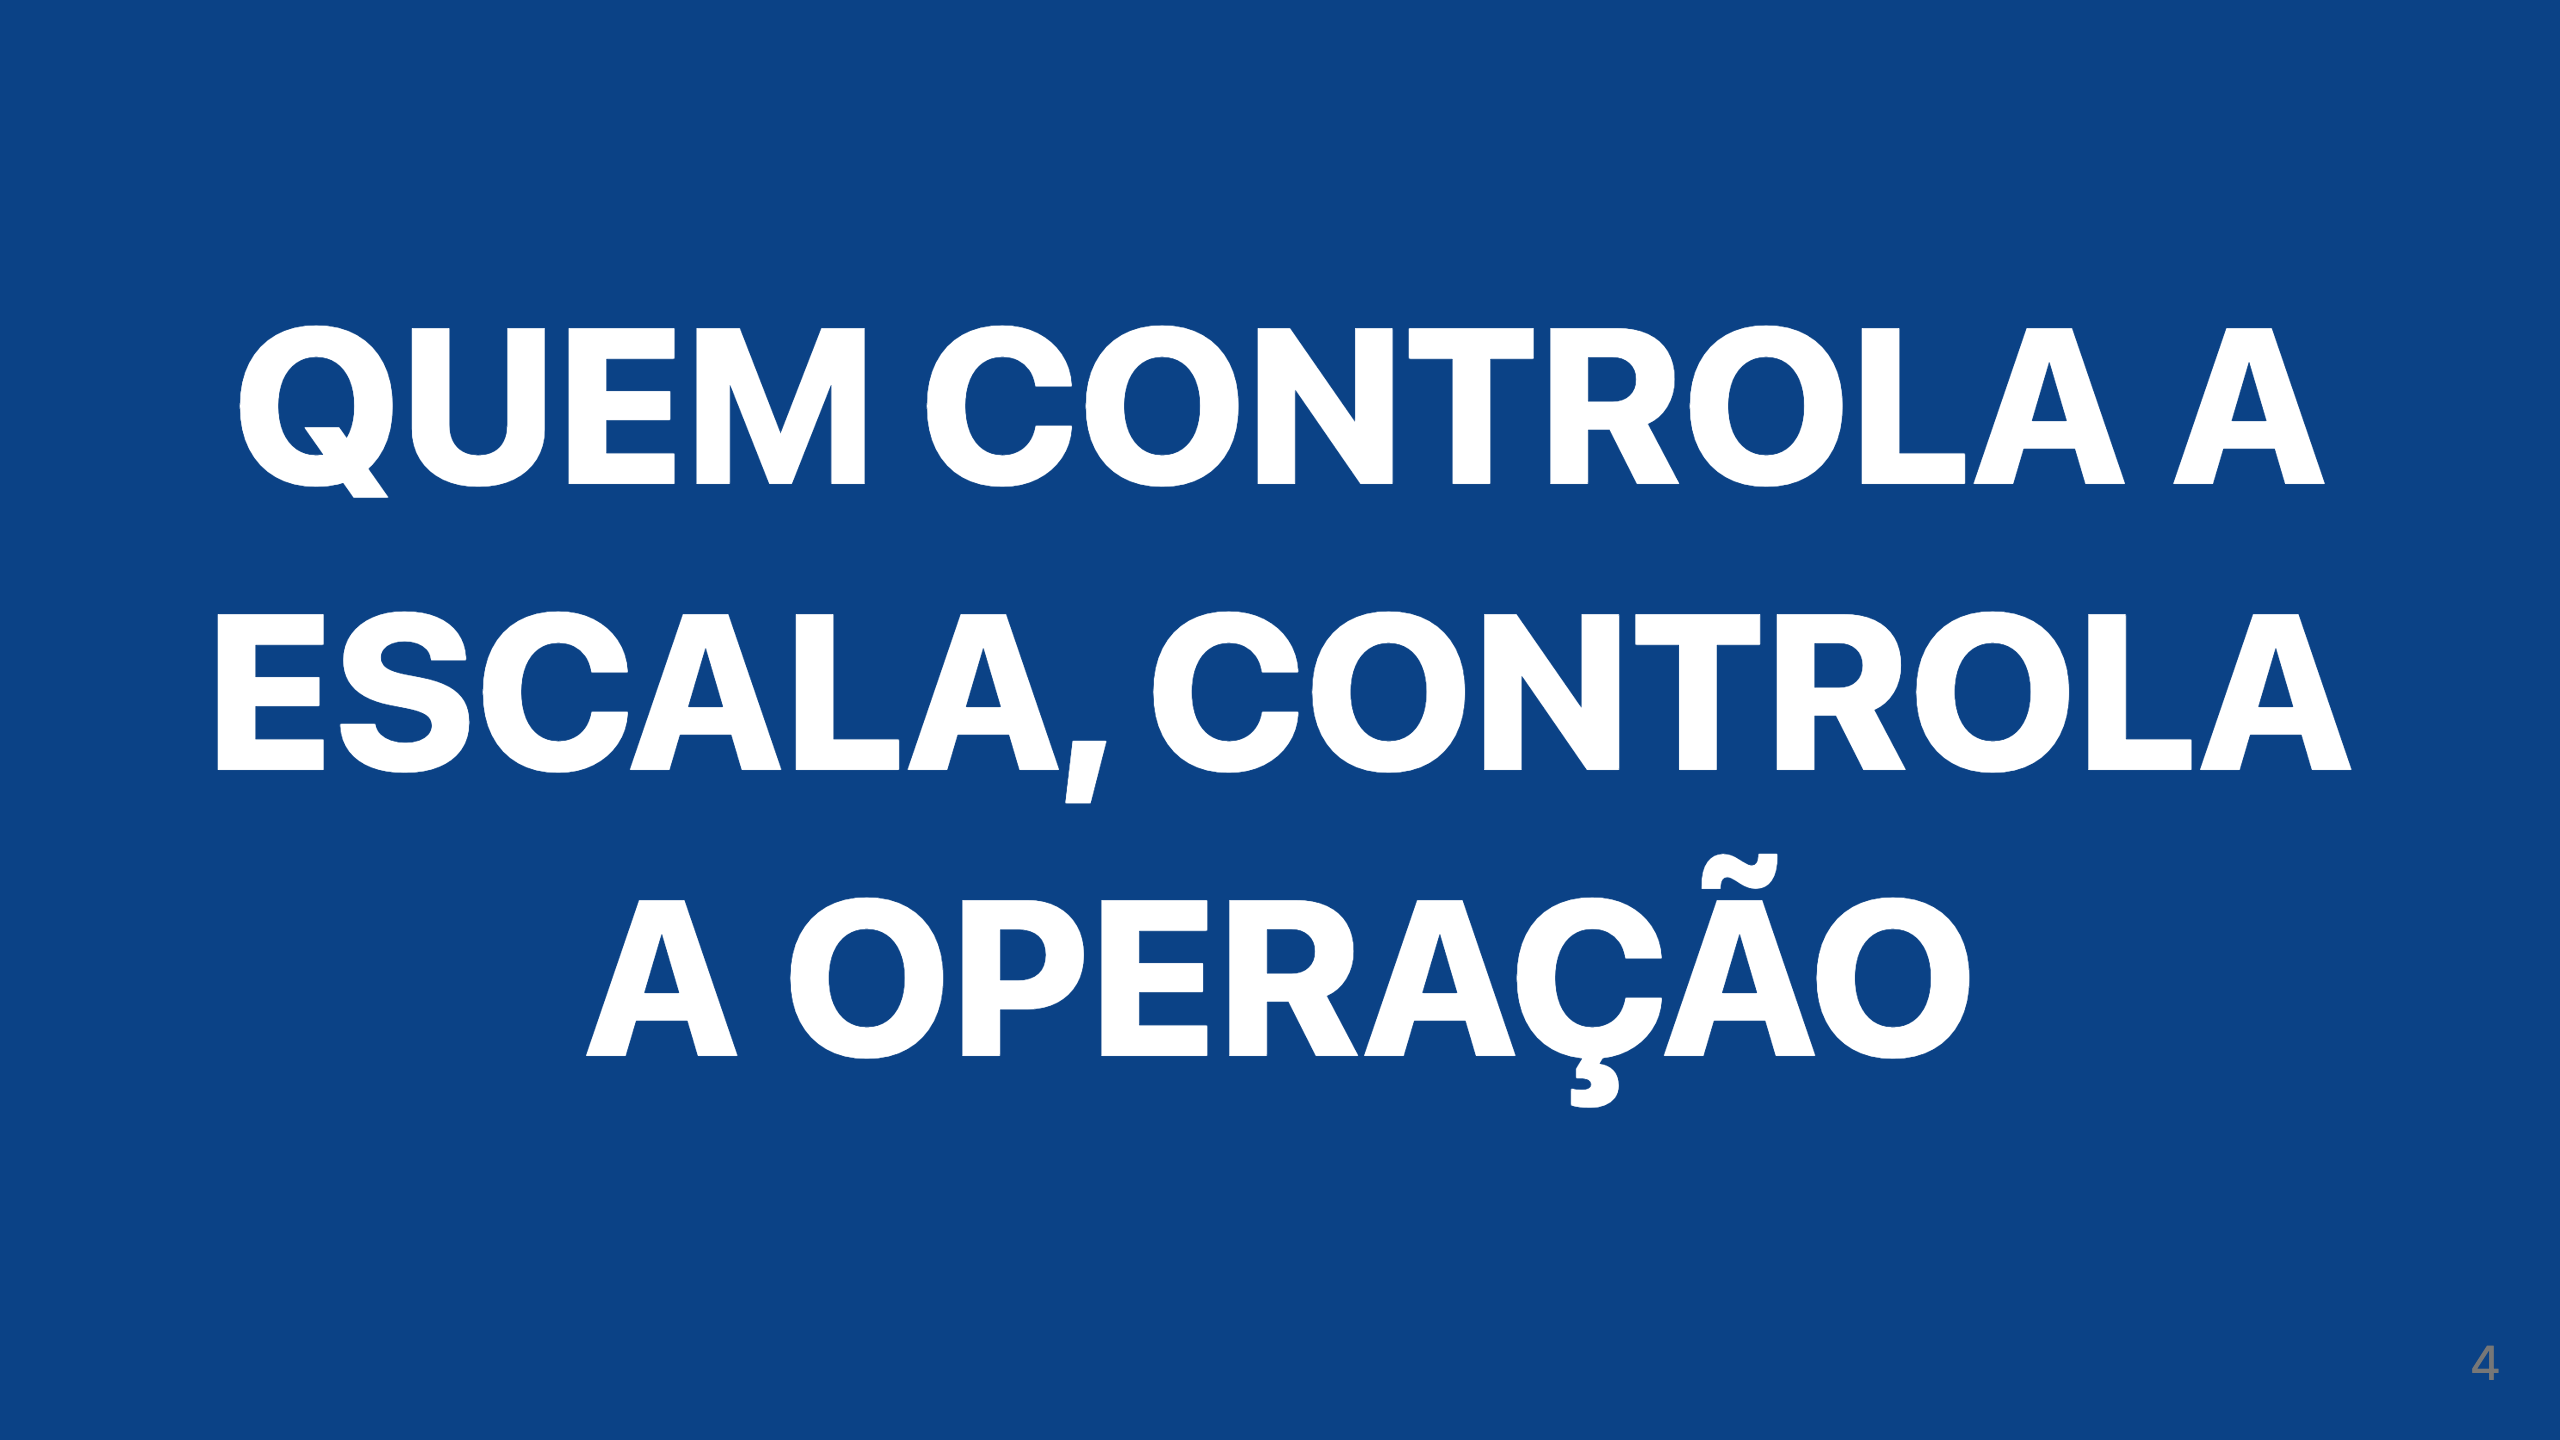 QUEM CONTROLA A
ESCALA, CONTROLA
A OPERAÇÃO
4